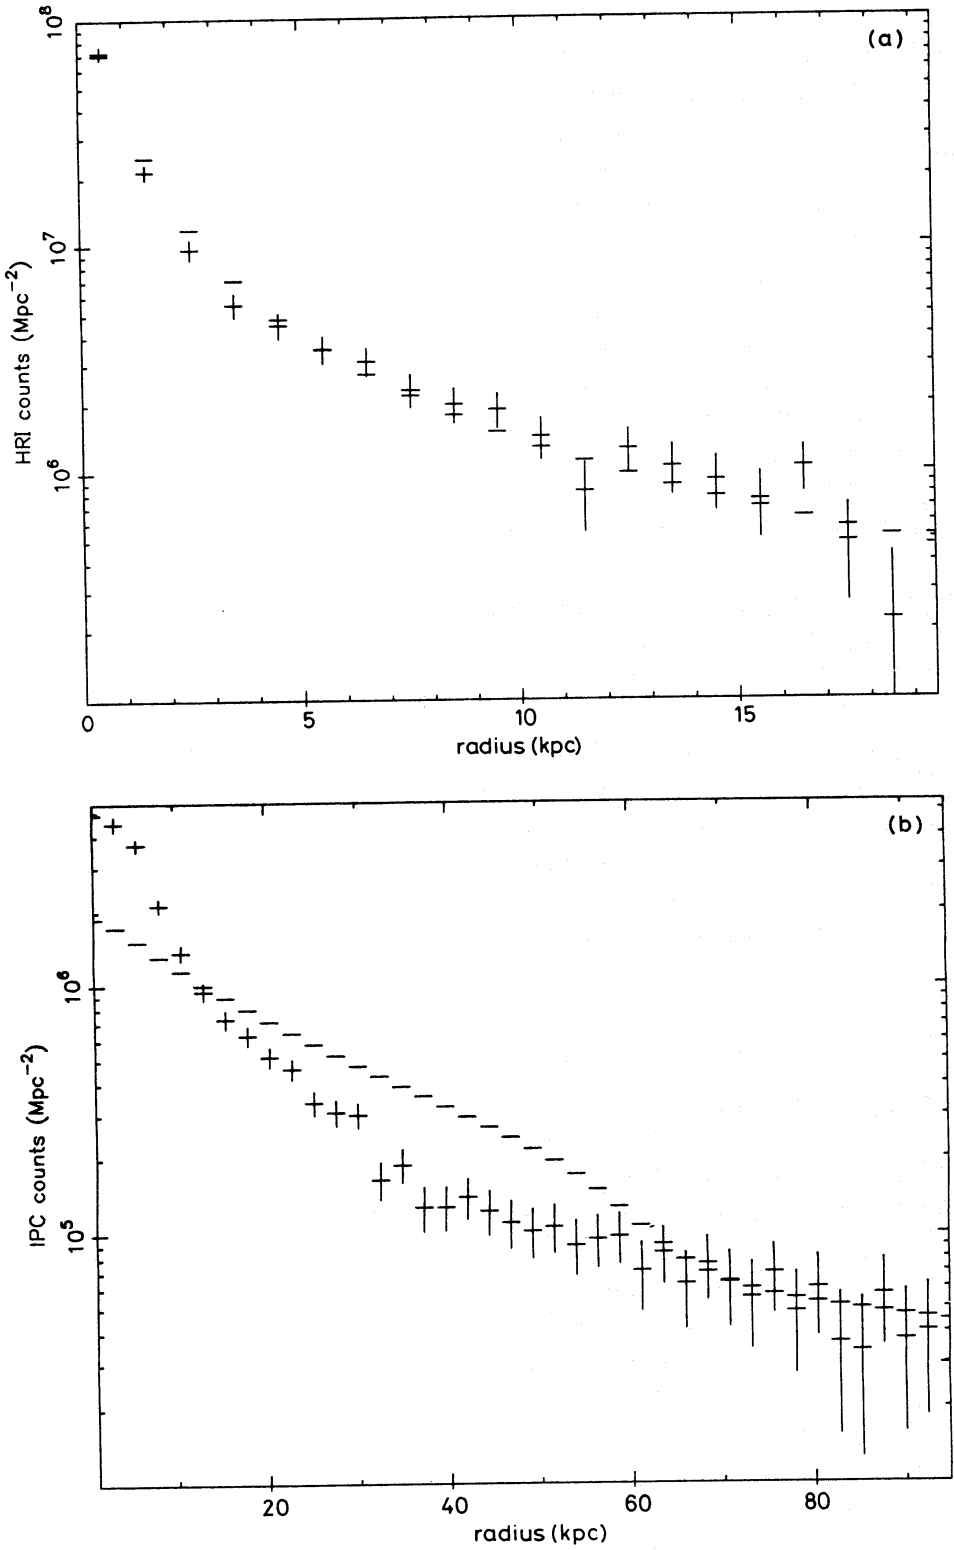 (a)
10⁸
10⁷
10⁶
HRI counts (Mpc⁻²)
0 5 10 15
radius (kpc)
(b)
10⁶
10⁵
IPC counts (Mpc⁻²)
20 40 60 80
radius (kpc)